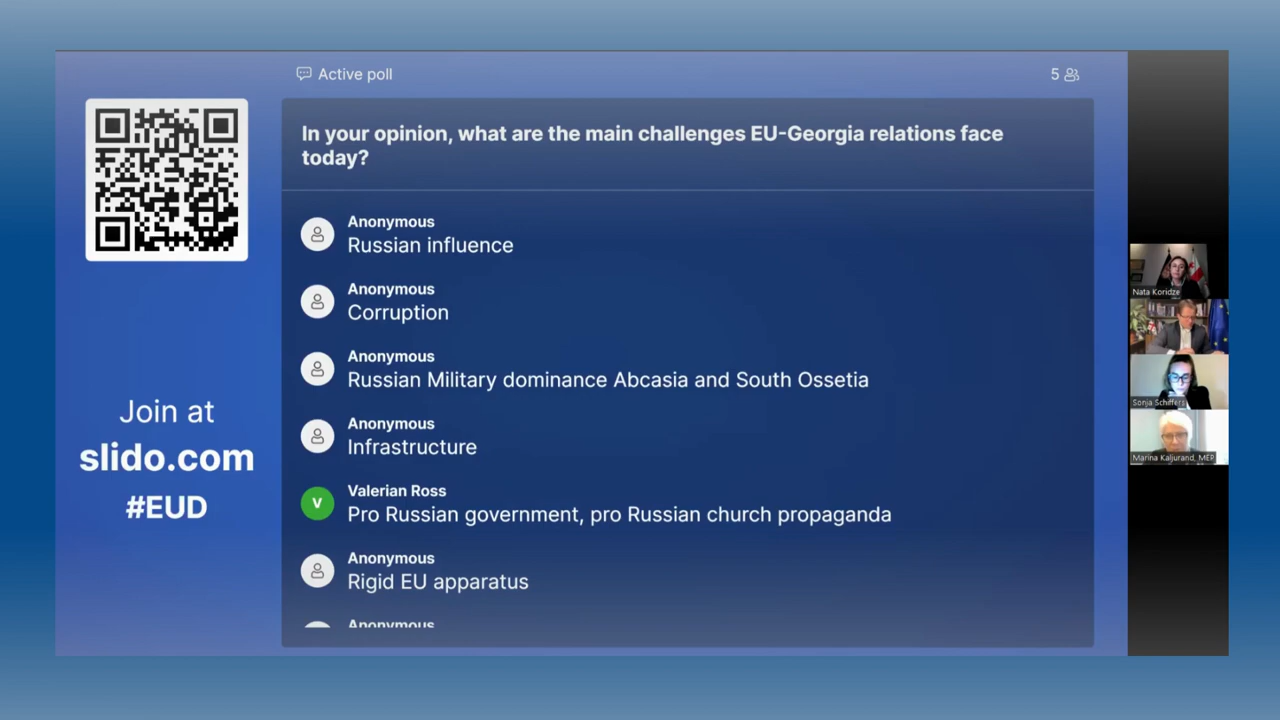 Active poll
5
In your opinion, what are the main challenges EU-Georgia relations face
today?
Anonymous
Russian influence
Anonymous
Corruption
Anonymous
Russian Military dominance Abcasia and South Ossetia
Anonymous
Infrastructure
V
Valerian Ross
Pro Russian government, pro Russian church propaganda
Anonymous
Rigid EU apparatus
Anonymous
Join at
slido.com
#EUD
Nata Koridze
Sonja Schiffers
Marina Kaljurand, MEP